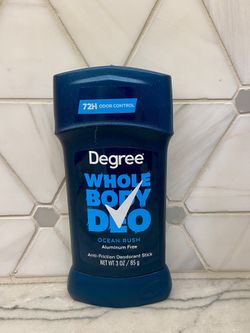 72H ODOR CONTROL
Degree
WHOLE
BODY
DEO
OCEAN RUSH
Aluminum Free
Anti-Friction Deodorant Stick
NET WT 3 OZ / 85 g